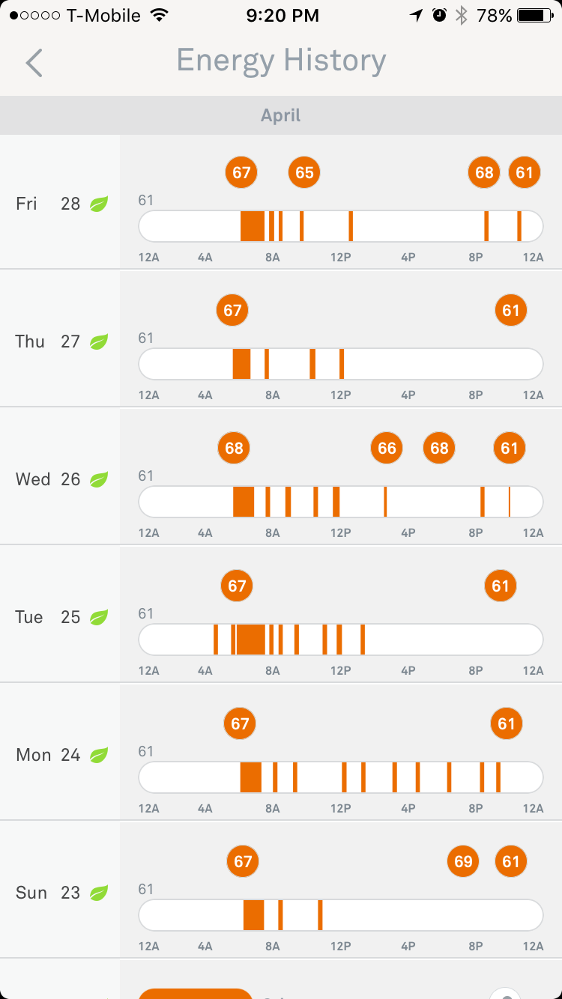 T-Mobile 9:20 PM 78%
Energy History
April
67 65 68 61
Fri 28 61
12A 4A 8A 12P 4P 8P 12A
67 61
Thu 27 61
12A 4A 8A 12P 4P 8P 12A
68 66 68 61
Wed 26 61
12A 4A 8A 12P 4P 8P 12A
67 61
Tue 25 61
12A 4A 8A 12P 4P 8P 12A
67 61
Mon 24 61
12A 4A 8A 12P 4P 8P 12A
67 69 61
Sun 23 61
12A 4A 8A 12P 4P 8P 12A